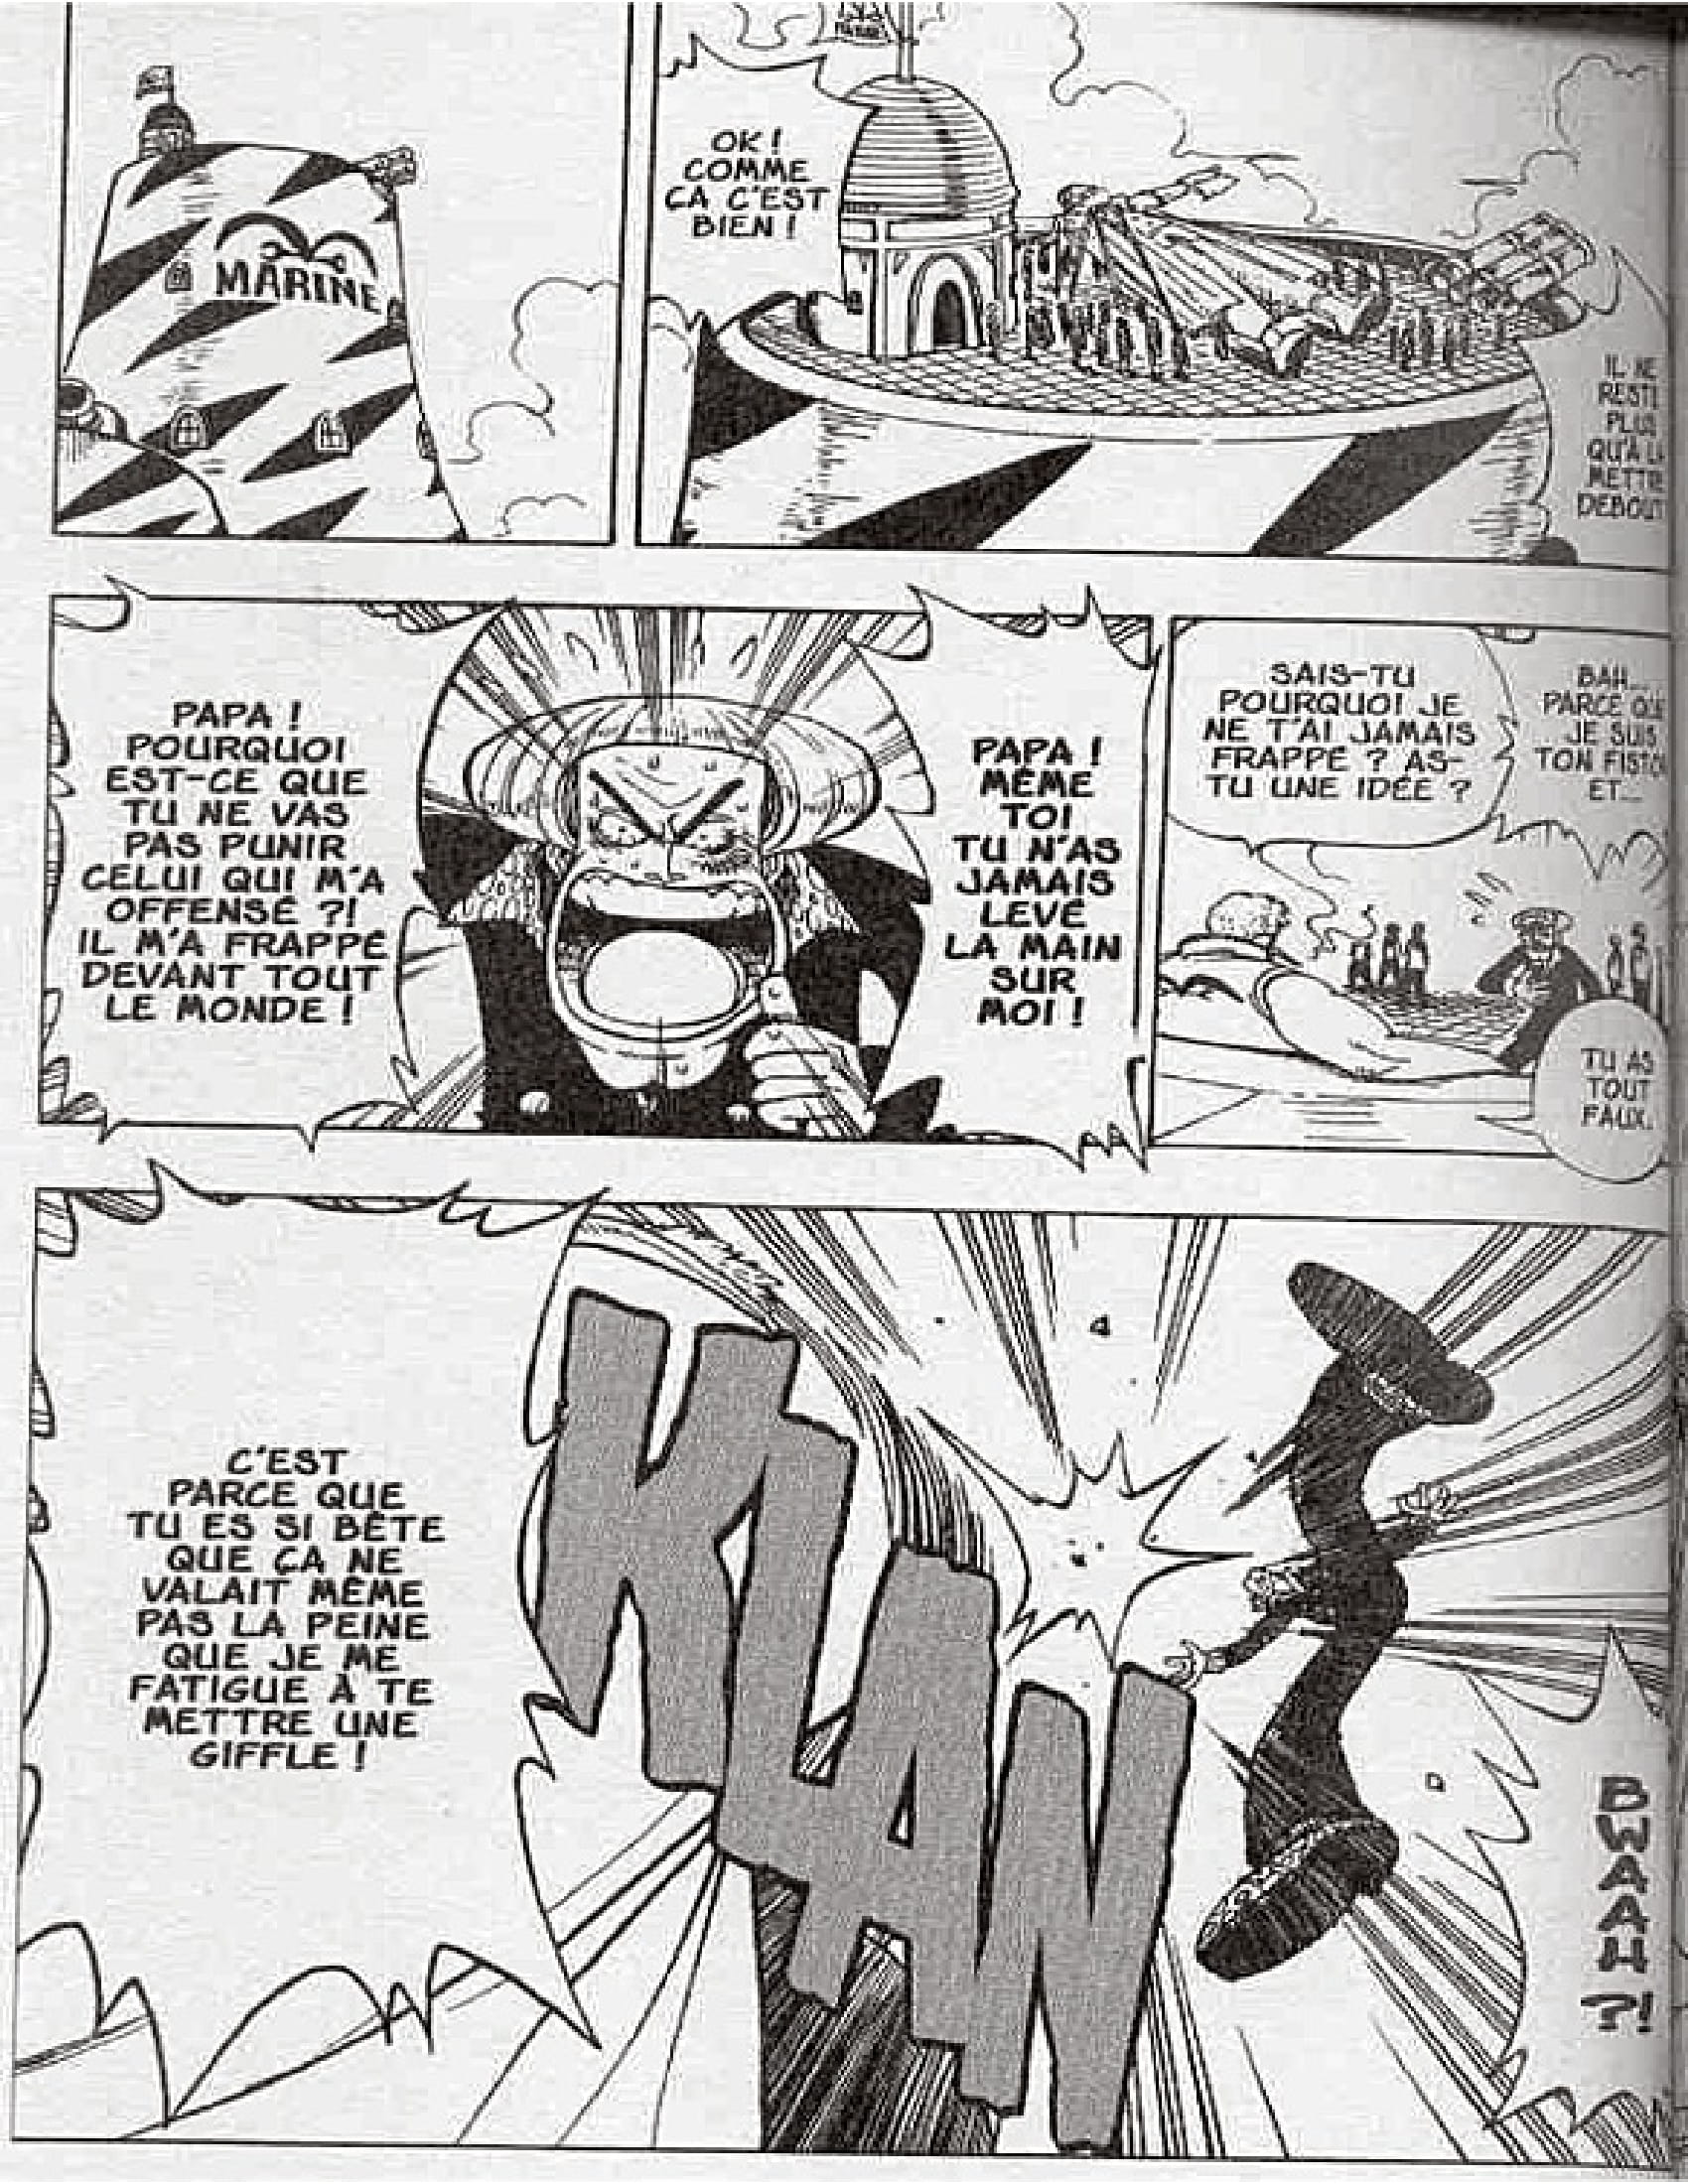 MARINE
OK !
COMME
ÇA C'EST
BIEN !
IL NE
RESTE
PLUS
QU'À LA
METTRE
DEBOUT
PAPA !
POURQUOI
EST-CE QUE
TU NE VAS
PAS PUNIR
CELUI QUI M'A
OFFENSÉ ?!
IL M'A FRAPPÉ
DEVANT TOUT
LE MONDE !
PAPA !
MÊME
TOI
TU N'AS
JAMAIS
LEVÉ
LA MAIN
SUR
MOI !
SAIS-TU
POURQUOI JE
NE T'AI JAMAIS
FRAPPÉ ? AS-
TU UNE IDÉE ?
BAH...
PARCE QUE
JE SUIS
TON FISTON
ET...
TU AS
TOUT
FAUX.
C'EST
PARCE QUE
TU ES SI BÊTE
QUE ÇA NE
VALAIT MÊME
PAS LA PEINE
QUE JE ME
FATIGUE À TE
METTRE UNE
GIFFLE !
KLAN
BWAAH ?!